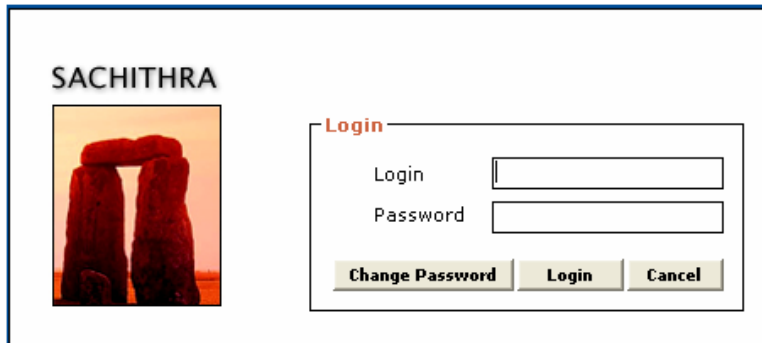 SACHITHRA
Login
Login
Password
Change Password Login Cancel